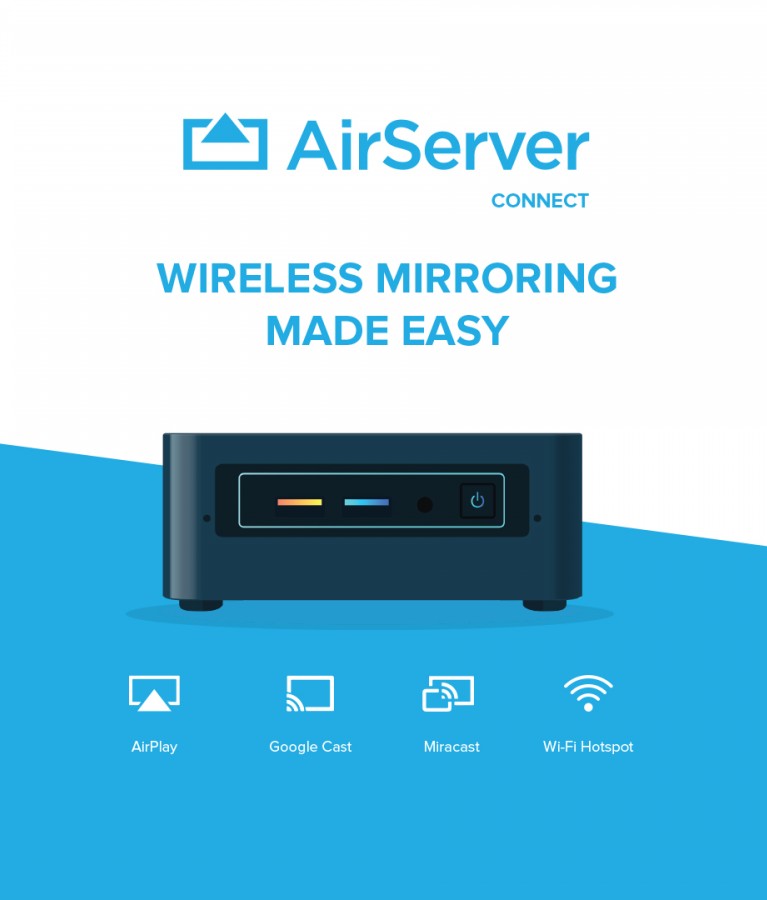 AirServer
CONNECT
WIRELESS MIRRORING
MADE EASY
AirPlay
Google Cast
Miracast
Wi-Fi Hotspot